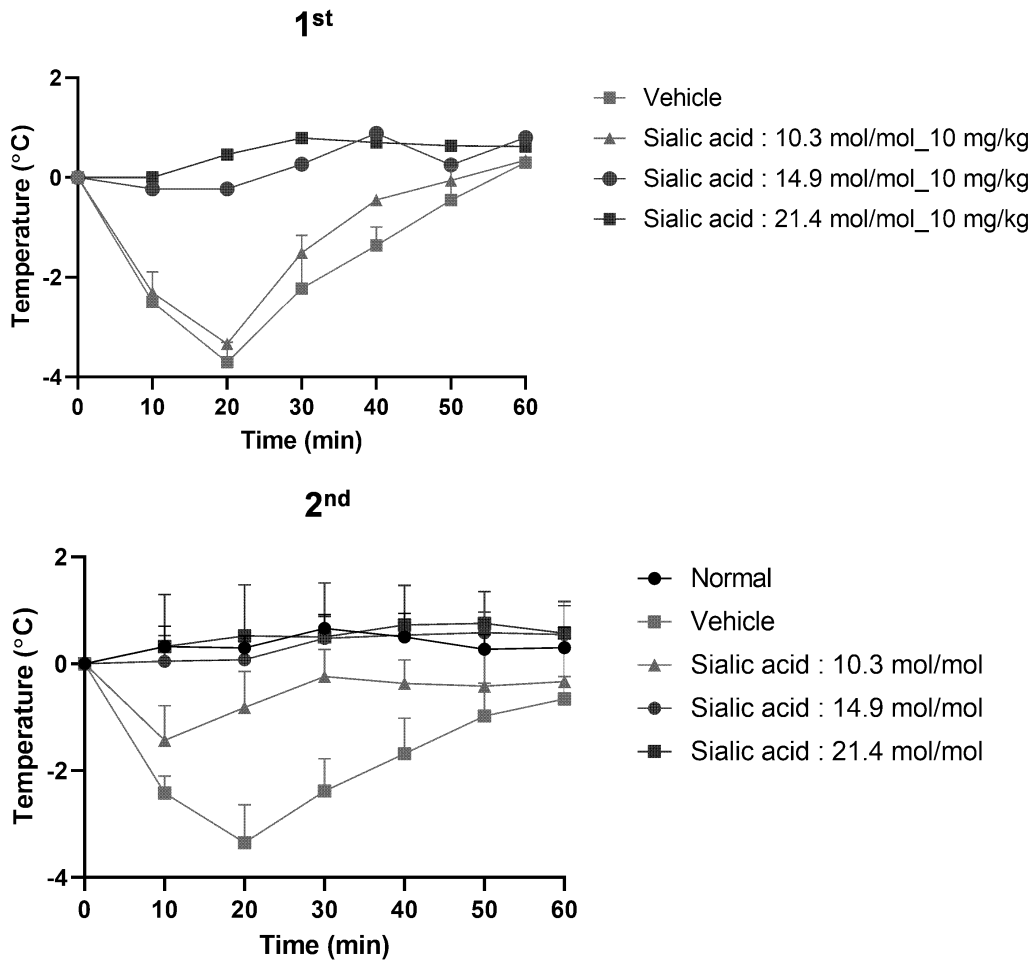 1st
2
0
-2
-4
Temperature (°C)
0 10 20 30 40 50 60
Time (min)
Vehicle
Sialic acid : 10.3 mol/mol_10 mg/kg
Sialic acid : 14.9 mol/mol_10 mg/kg
Sialic acid : 21.4 mol/mol_10 mg/kg
2nd
2
0
-2
-4
Temperature (°C)
0 10 20 30 40 50 60
Time (min)
Normal
Vehicle
Sialic acid : 10.3 mol/mol
Sialic acid : 14.9 mol/mol
Sialic acid : 21.4 mol/mol